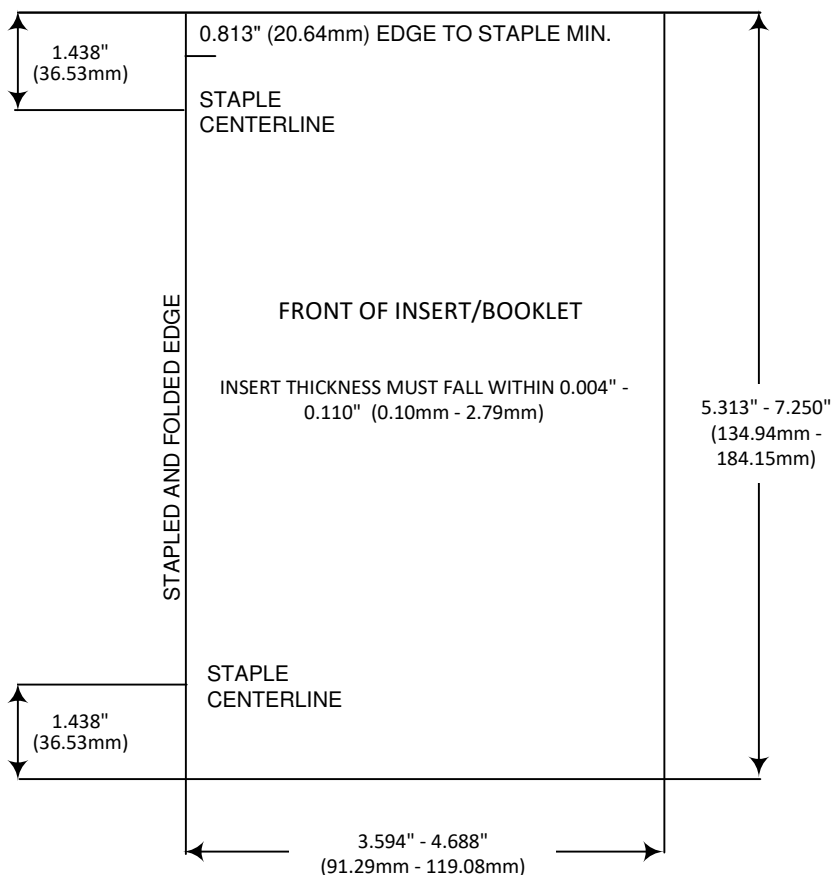 0.813" (20.64mm) EDGE TO STAPLE MIN.
1.438"
(36.53mm)
STAPLE
CENTERLINE
STAPLED AND FOLDED EDGE
FRONT OF INSERT/BOOKLET
INSERT THICKNESS MUST FALL WITHIN 0.004" -
0.110"  (0.10mm - 2.79mm)
5.313" - 7.250"
(134.94mm -
184.15mm)
STAPLE
CENTERLINE
1.438"
(36.53mm)
3.594" - 4.688"
(91.29mm - 119.08mm)